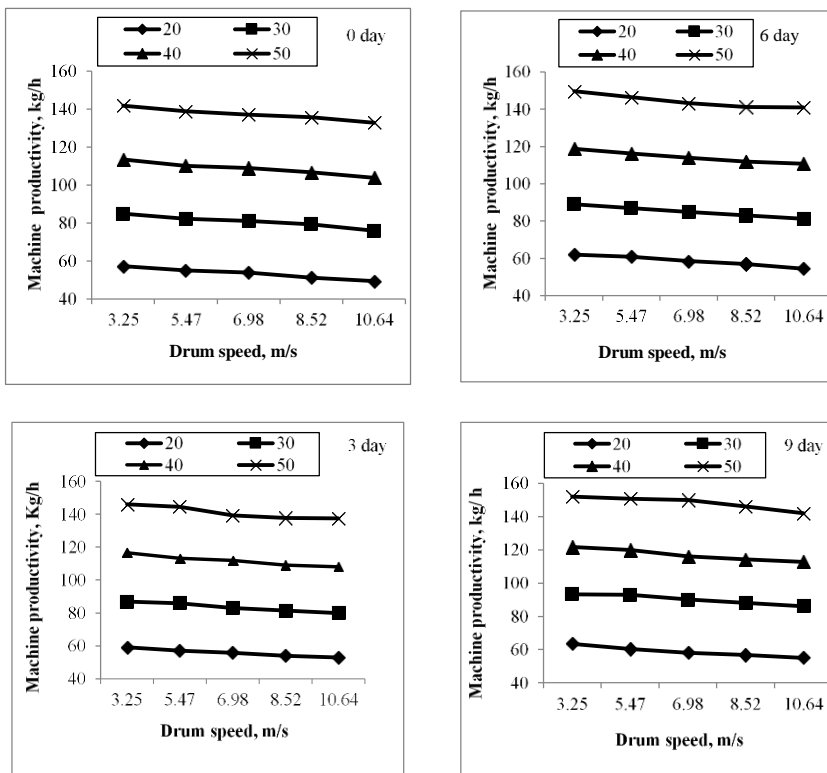 20 30 0 day
40 50
160
140
120
100
80
60
40
Machine productivity, kg/h
3.25 5.47 6.98 8.52 10.64
Drum speed, m/s
20 30 6 day
40 50
160
140
120
100
80
60
40
Machine productivity, kg/h
3.25 5.47 6.98 8.52 10.64
Drum speed, m/s
20 30 3 day
40 50
160
140
120
100
80
60
40
Machine productivity, Kg/h
3.25 5.47 6.98 8.52 10.64
Drum speed, m/s
20 30 9 day
40 50
160
140
120
100
80
60
40
Machine productivity, kg/h
3.25 5.47 6.98 8.52 10.64
Drum speed, m/s